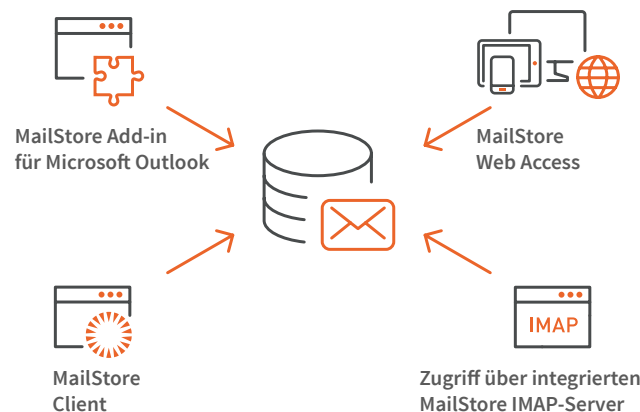 MailStore Add-in
für Microsoft Outlook
MailStore
Web Access
MailStore
Client
IMAP
Zugriff über integrierten
MailStore IMAP-Server